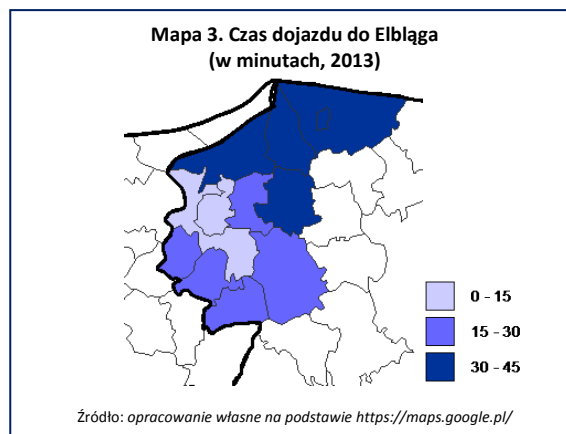 Mapa 3. Czas dojazdu do Elbląga
(w minutach, 2013)
0 - 15
15 - 30
30 - 45
Źródło: opracowanie własne na podstawie https://maps.google.pl/